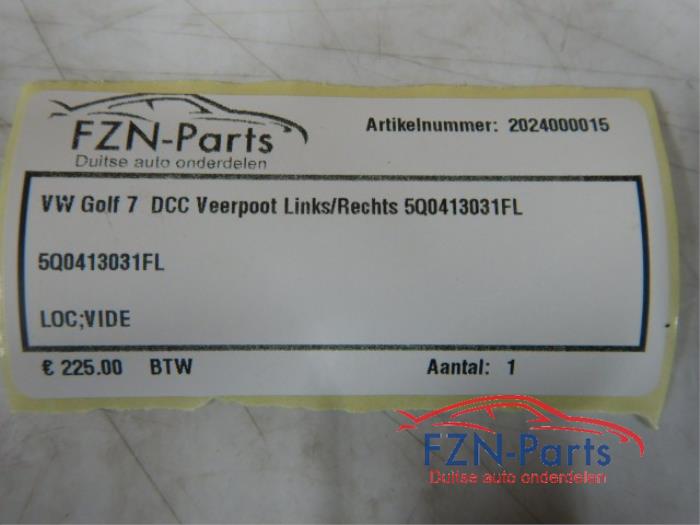 FZN-Parts
Duitse auto onderdelen
Artikelnummer: 2024000015
VW Golf 7 DCC Veerpoot Links/Rechts 5Q0413031FL
5Q0413031FL
LOC;VIDE
€ 225.00 BTW Aantal: 1
FZN-Parts
Duitse auto onderdelen